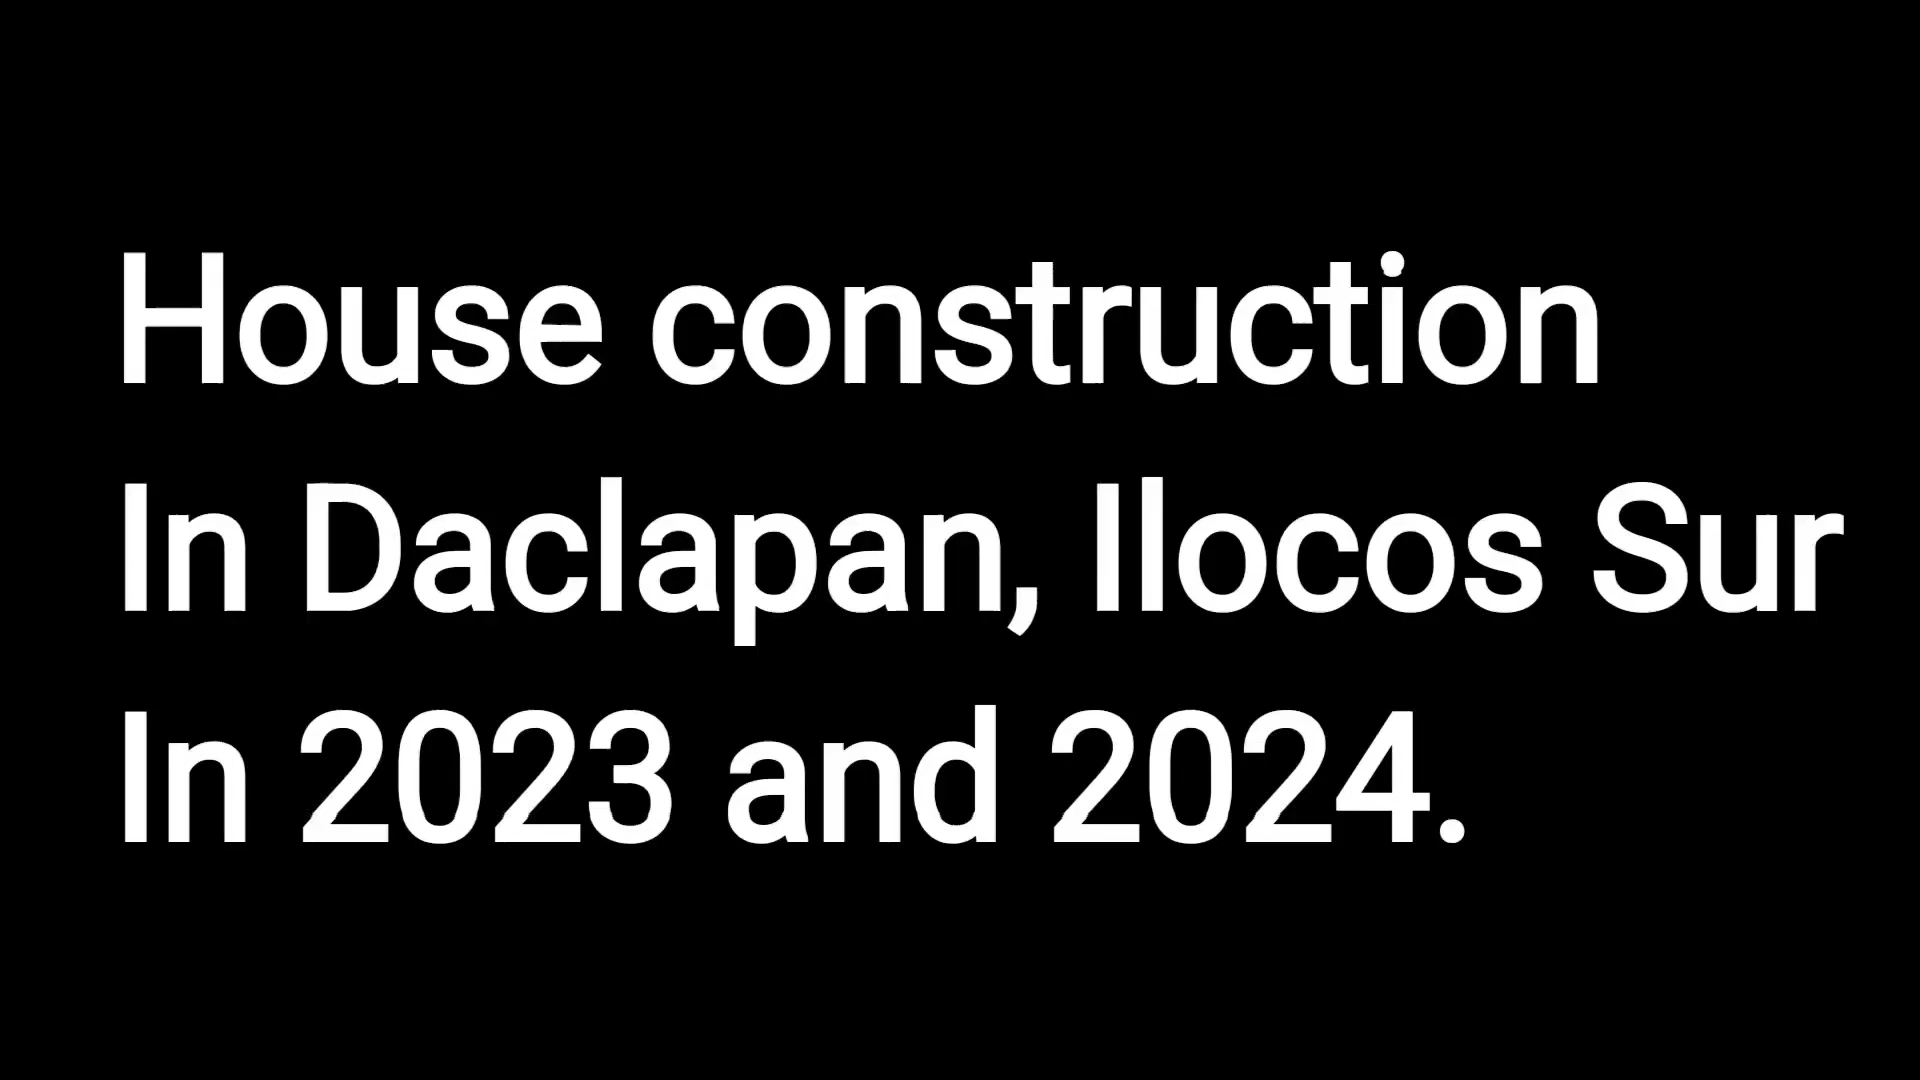 House construction
In Daclapan, Ilocos Sur
In 2023 and 2024.